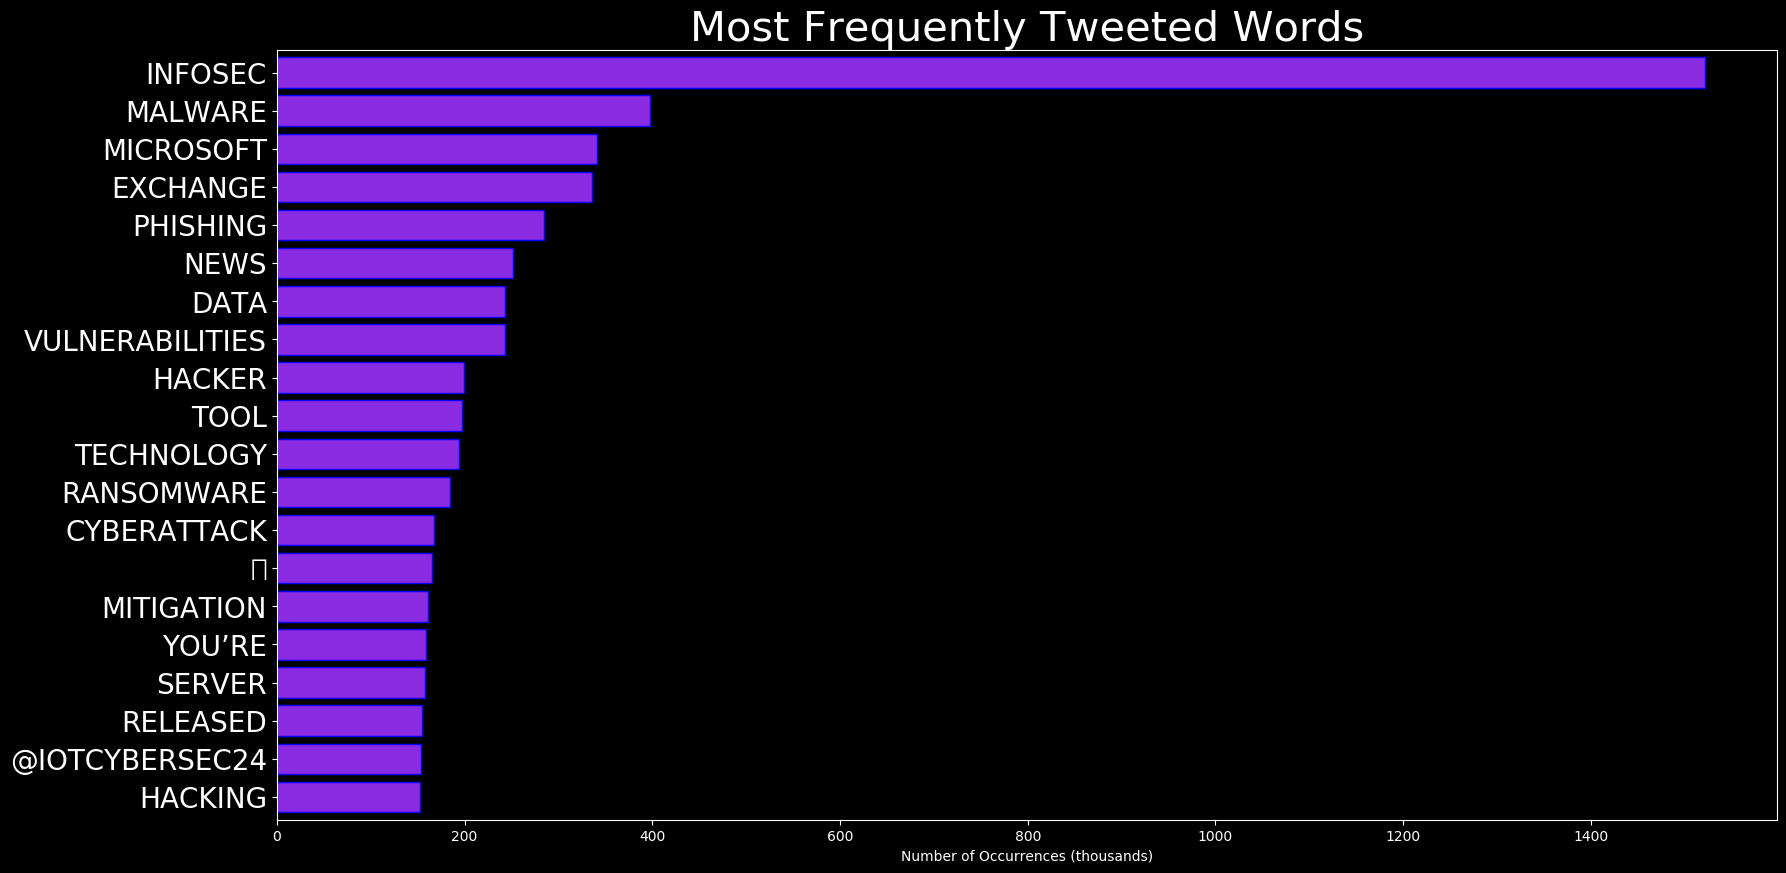 Most Frequently Tweeted Words
INFOSEC
MALWARE
MICROSOFT
EXCHANGE
PHISHING
NEWS
DATA
VULNERABILITIES
HACKER
TOOL
TECHNOLOGY
RANSOMWARE
CYBERATTACK
MITIGATION
YOU’RE
SERVER
RELEASED
@IOTCYBERSEC24
HACKING
0 200 400 600 800 1000 1200 1400
Number of Occurrences (thousands)